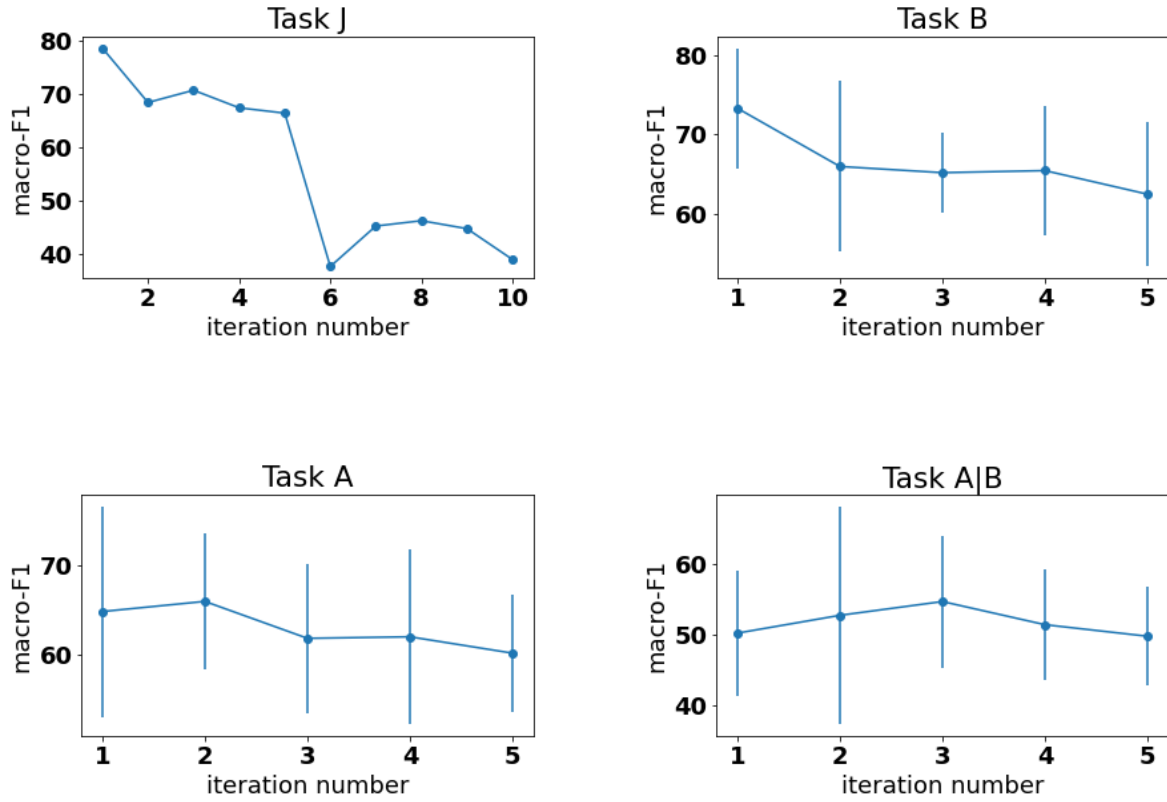 Task J
macro-F1
80
70
60
50
40
2 4 6 8 10
iteration number
Task B
macro-F1
80
70
60
1 2 3 4 5
iteration number
Task A
macro-F1
70
60
1 2 3 4 5
iteration number
Task A|B
macro-F1
60
50
40
1 2 3 4 5
iteration number